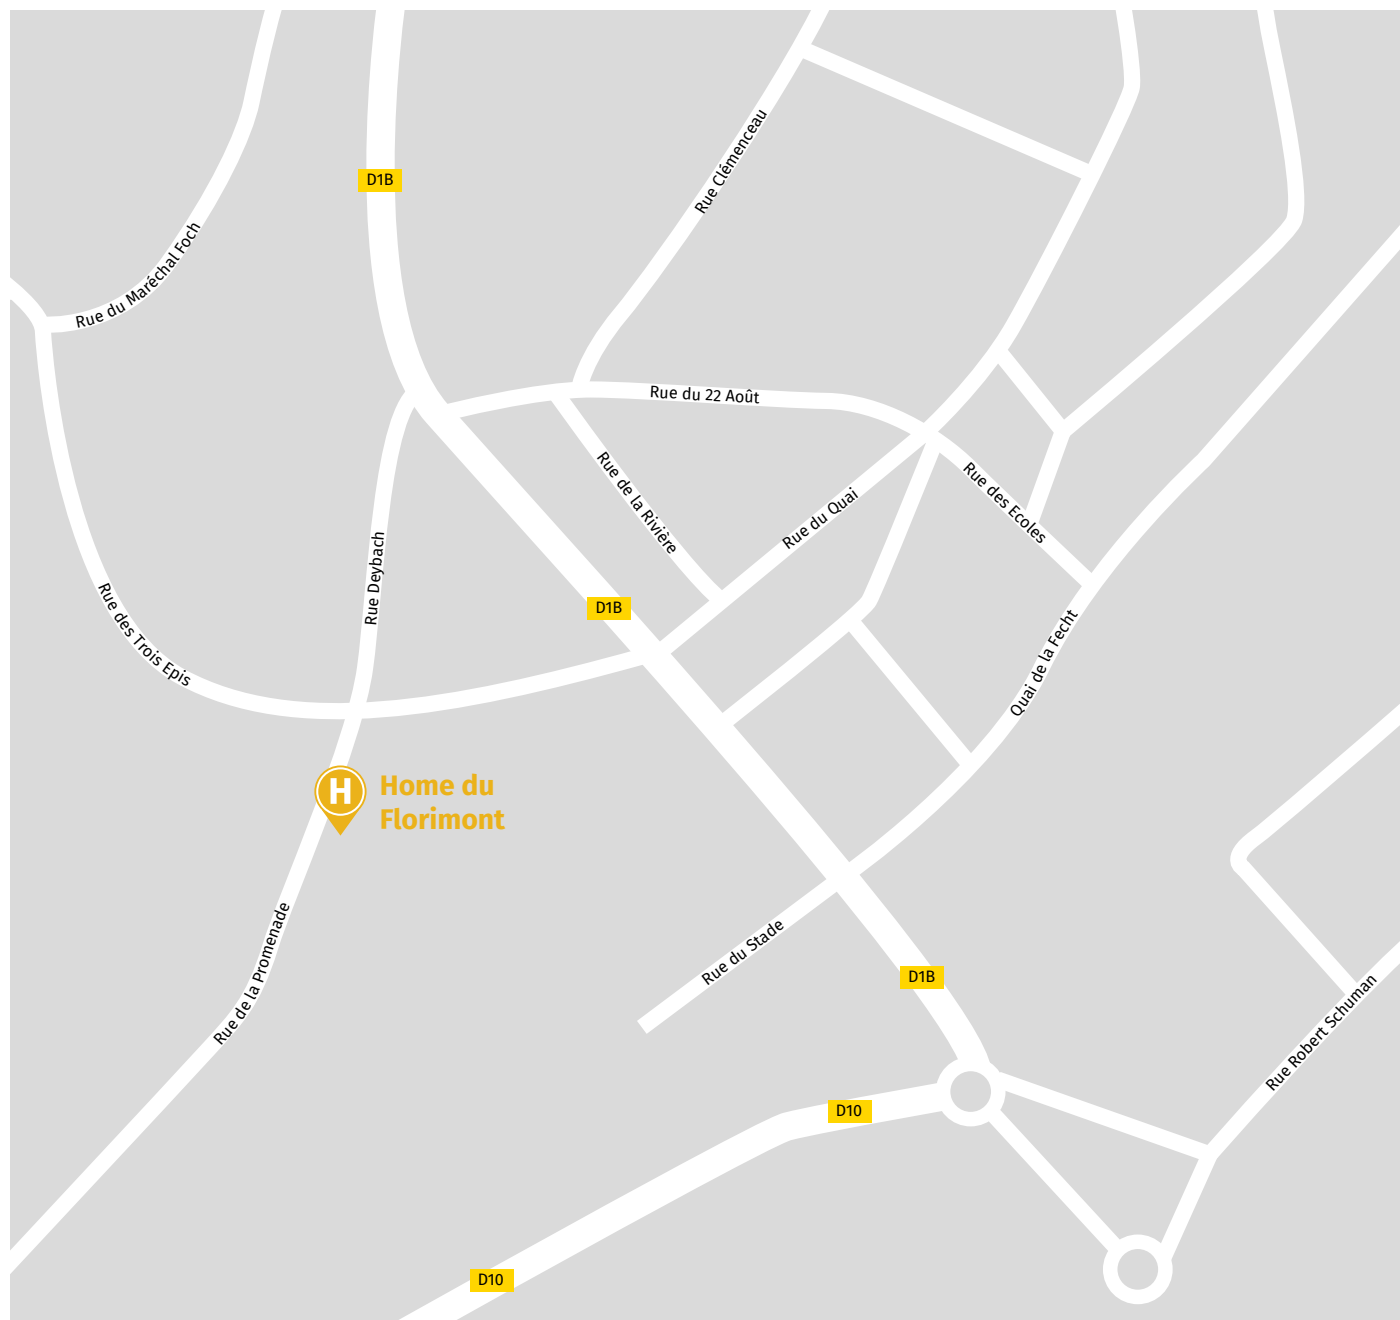 Rue Clémenceau
D1B
Rue du Maréchal Foch
Rue du 22 Août
Rue de la Rivière
Rue du Quai
Rue des Ecoles
Rue Deybach
D1B
Rue des Trois Epis
Quai de la Fecht
H
Home du
Florimont
Rue de la Promenade
Rue du Stade
D1B
Rue Robert Schuman
D10
D10